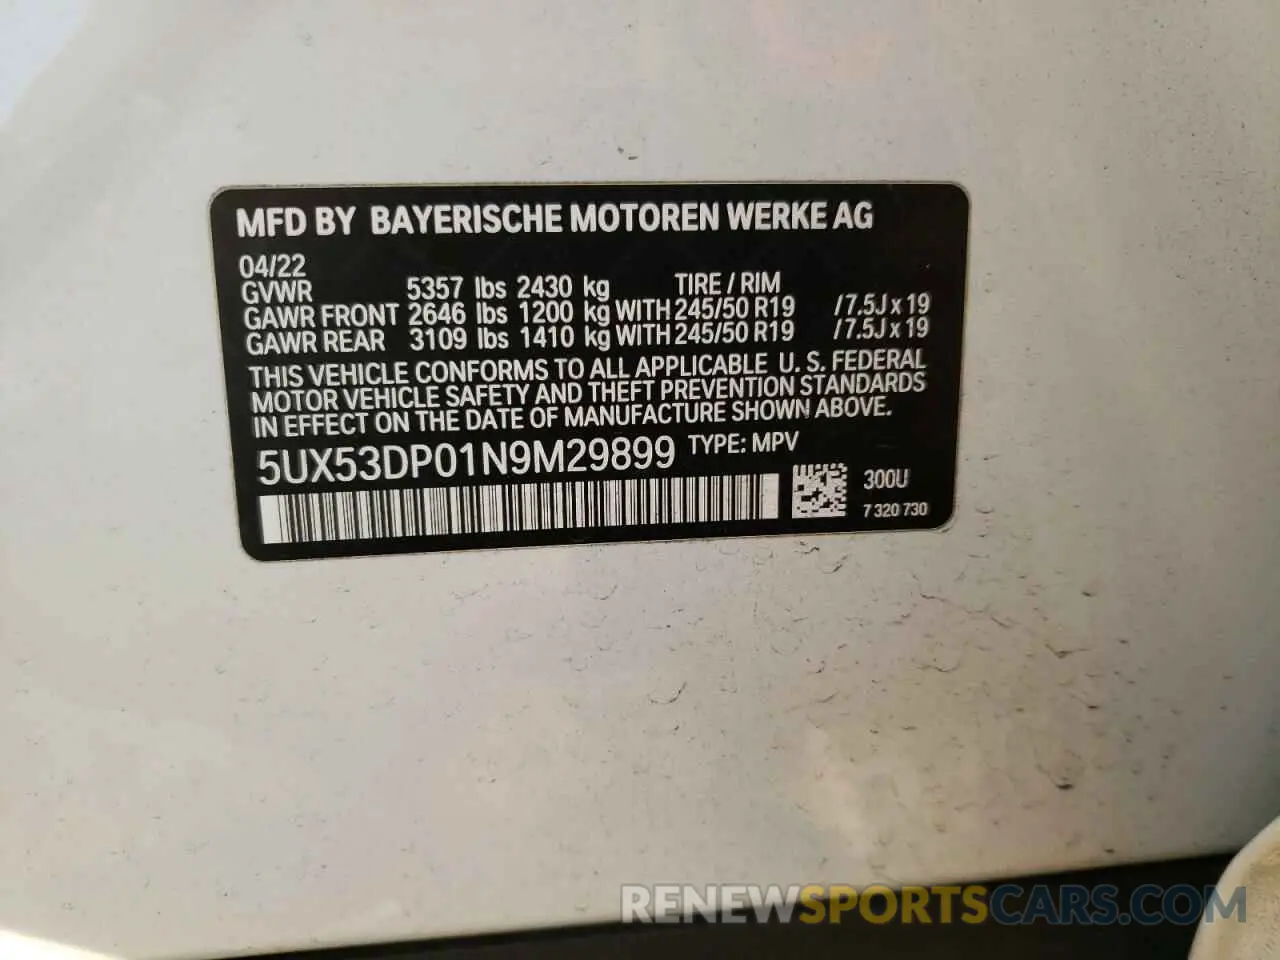 MFD BY BAYERISCHE MOTOREN WERKE AG
04/22
GVWR 5357 lbs 2430 kg TIRE / RIM
GAWR FRONT 2646 lbs 1200 kg WITH 245/50 R19 /7.5J x 19
GAWR REAR 3109 lbs 1410 kg WITH 245/50 R19 /7.5J x 19
THIS VEHICLE CONFORMS TO ALL APPLICABLE U. S. FEDERAL
MOTOR VEHICLE SAFETY AND THEFT PREVENTION STANDARDS
IN EFFECT ON THE DATE OF MANUFACTURE SHOWN ABOVE.
5UX53DP01N9M29899 TYPE: MPV
300U
7 320 730
RENEWSPORTSCARS.COM